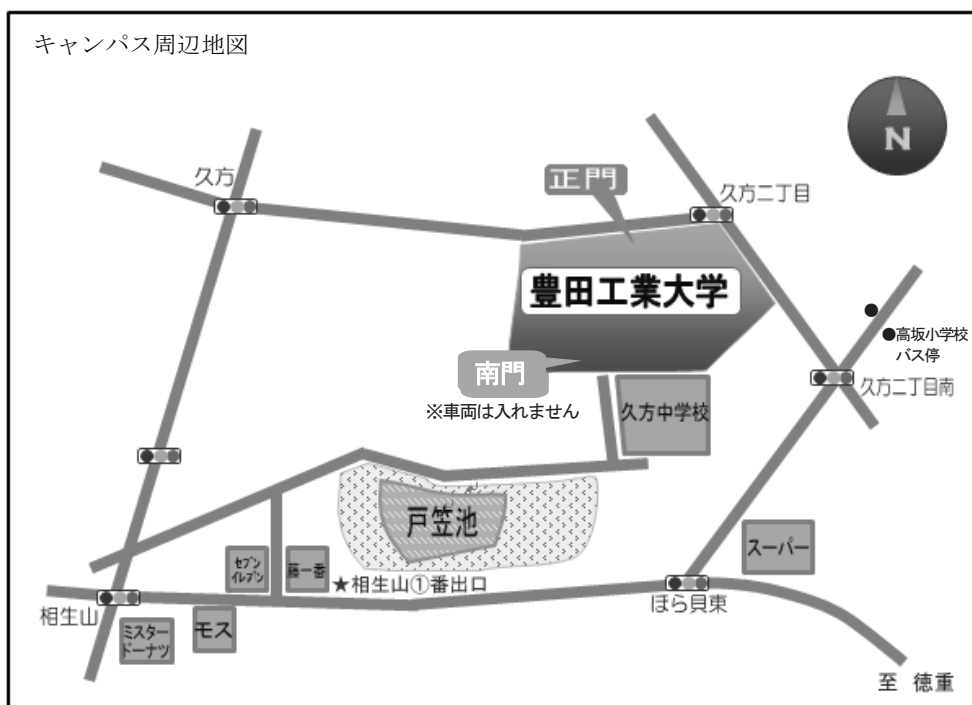 キャンパス周辺地図
N
久方
正門
久方二丁目
豊田工業大学
●高坂小学校
バス停
南門
※車両は入れません
久方中学校
久方二丁目南
戸笠池
スーパー
セブン
イレブン
藤一番
★相生山①番出口
相生山
ミスター
ドーナツ
モス
ほら貝東
至 徳重